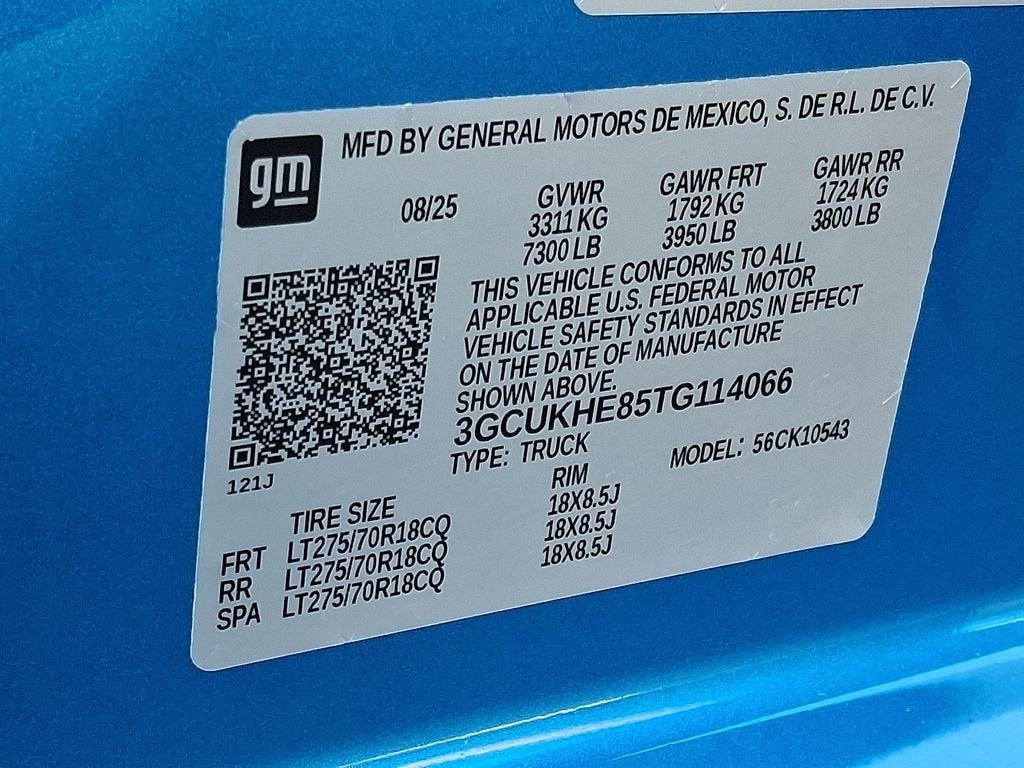 gm
MFD BY GENERAL MOTORS DE MEXICO, S. DE R.L. DE C.V.
08/25 GVWR GAWR FRT GAWR RR
3311 KG 1792 KG 1724 KG
7300 LB 3950 LB 3800 LB
THIS VEHICLE CONFORMS TO ALL
APPLICABLE U.S. FEDERAL MOTOR
VEHICLE SAFETY STANDARDS IN EFFECT
ON THE DATE OF MANUFACTURE
SHOWN ABOVE.
3GCUKHE85TG114066
TYPE: TRUCK MODEL: 56CK10543
121J
TIRE SIZE RIM
FRT LT275/70R18CQ 18X8.5J
RR LT275/70R18CQ 18X8.5J
SPA LT275/70R18CQ 18X8.5J